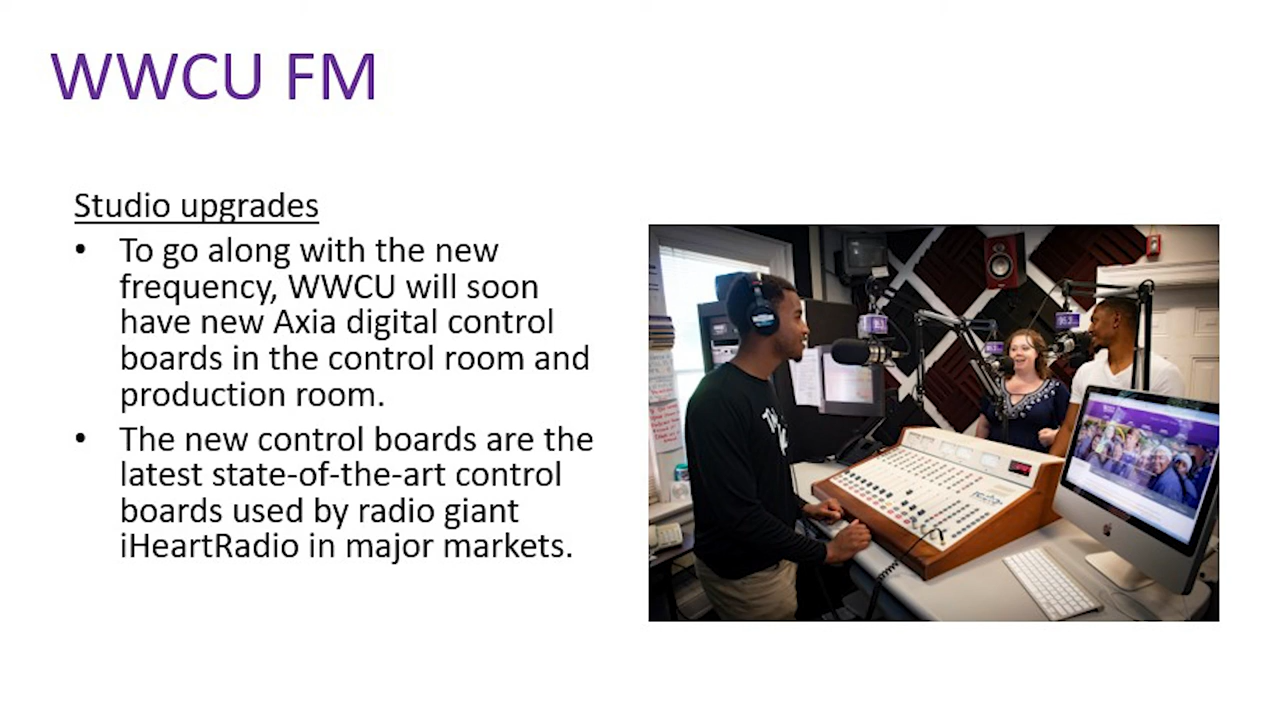 WWCU FM
Studio upgrades
• To go along with the new
frequency, WWCU will soon
have new Axia digital control
boards in the control room and
production room.
• The new control boards are the
latest state-of-the-art control
boards used by radio giant
iHeartRadio in major markets.